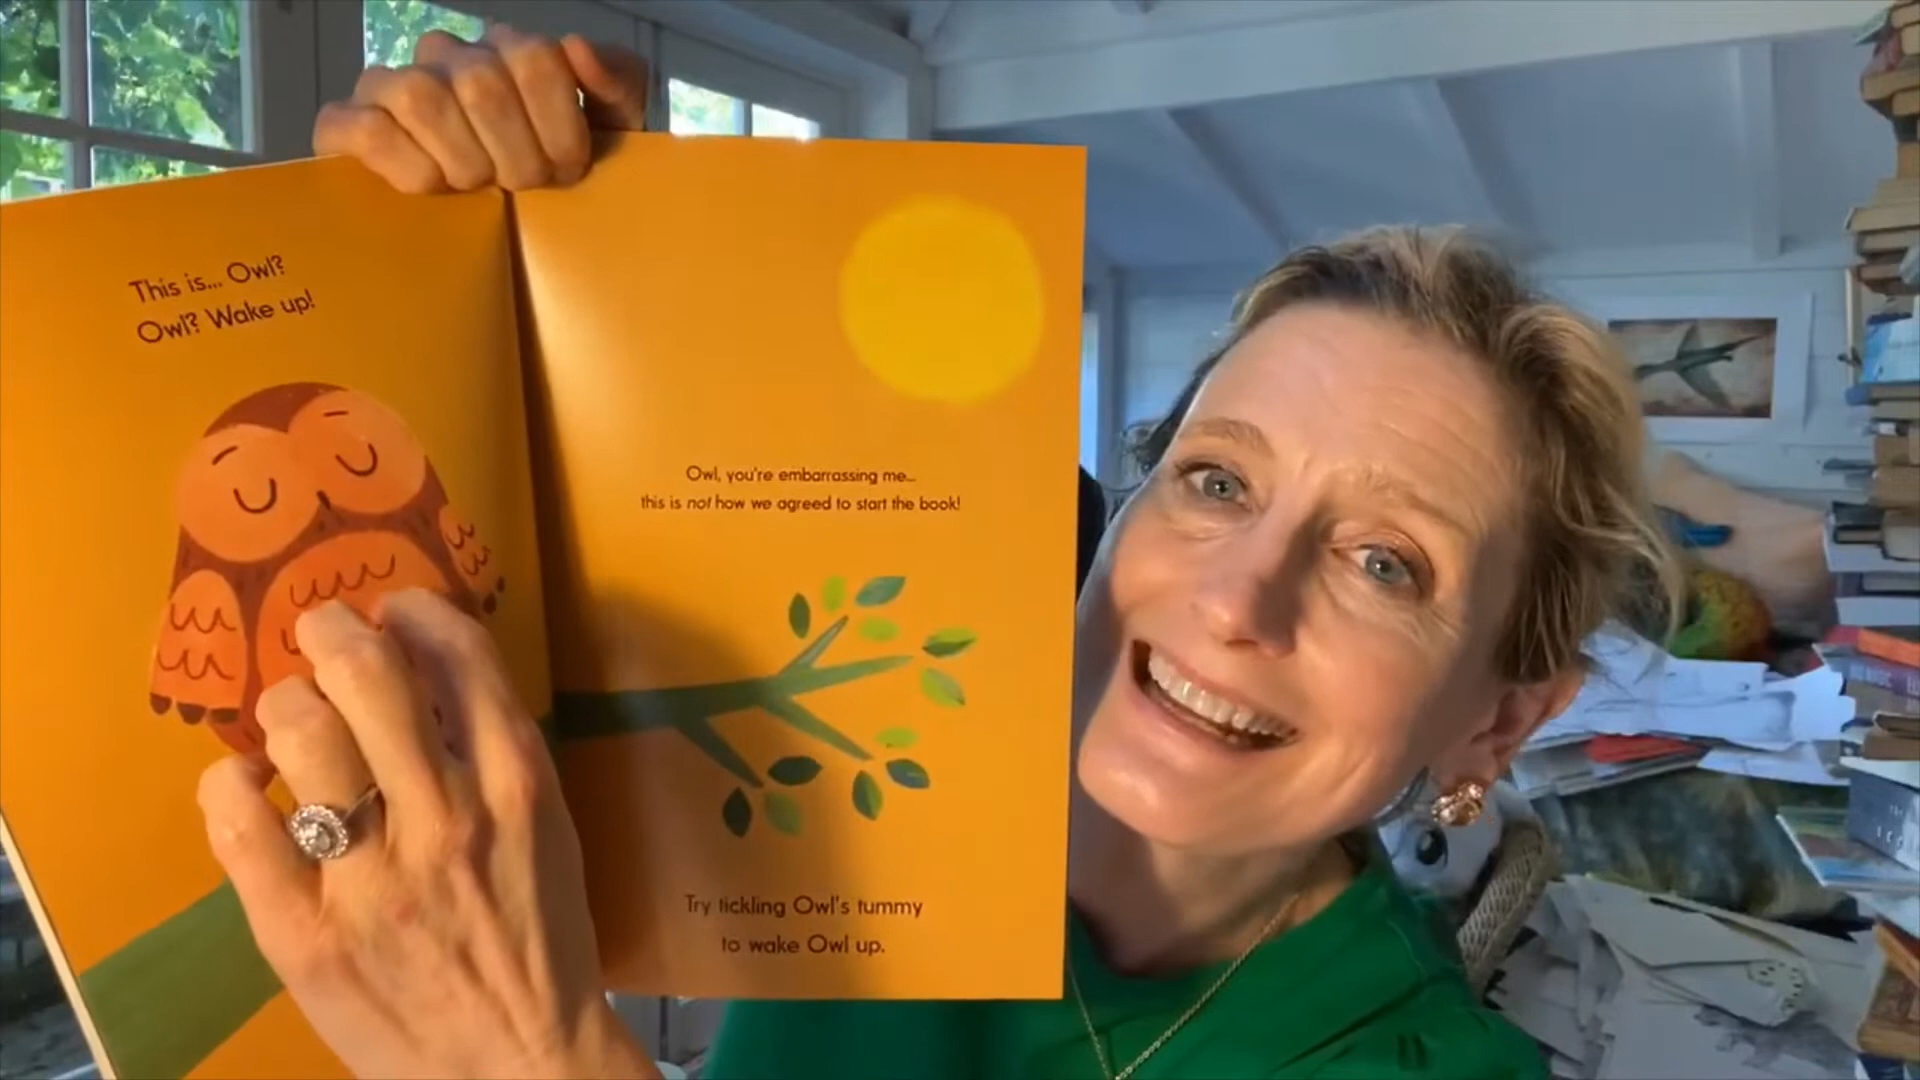 This is... Owl?
Owl? Wake up!
Owl, you're embarrassing me...
this is not how we agreed to start the book!
Try tickling Owl's tummy
to wake Owl up.